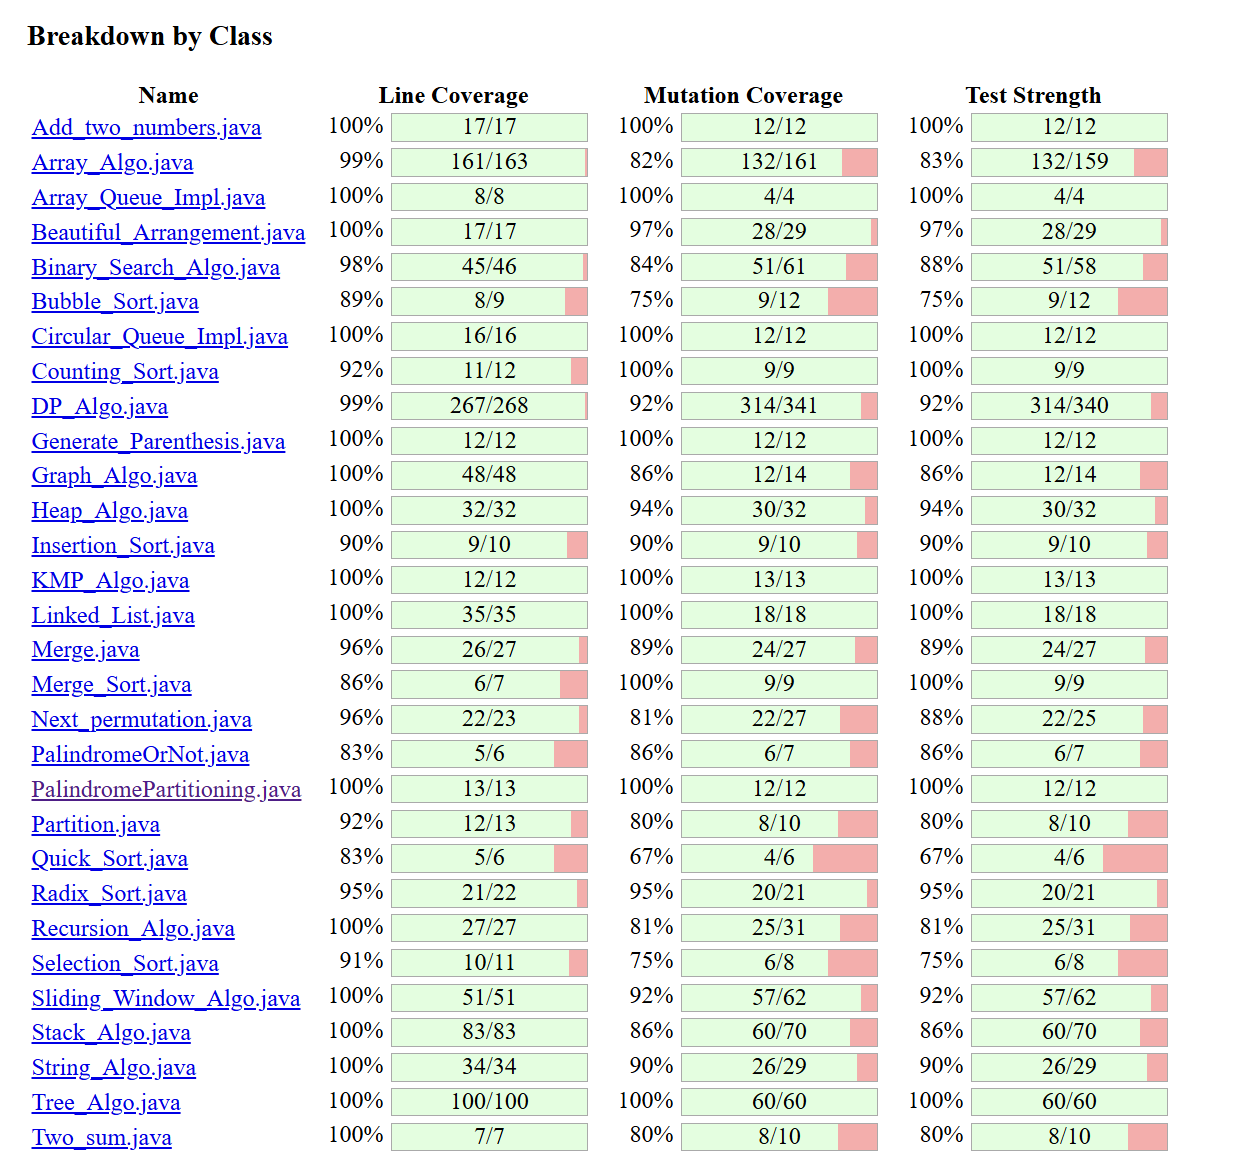 Breakdown by Class
Name Line Coverage Mutation Coverage Test Strength
Add_two_numbers.java 100% 17/17 100% 12/12 100% 12/12
Array_Algo.java 99% 161/163 82% 132/161 83% 132/159
Array_Queue_Impl.java 100% 8/8 100% 4/4 100% 4/4
Beautiful_Arrangement.java 100% 17/17 97% 28/29 97% 28/29
Binary_Search_Algo.java 98% 45/46 84% 51/61 88% 51/58
Bubble_Sort.java 89% 8/9 75% 9/12 75% 9/12
Circular_Queue_Impl.java 100% 16/16 100% 12/12 100% 12/12
Counting_Sort.java 92% 11/12 100% 9/9 100% 9/9
DP_Algo.java 99% 267/268 92% 314/341 92% 314/340
Generate_Parenthesis.java 100% 12/12 100% 12/12 100% 12/12
Graph_Algo.java 100% 48/48 86% 12/14 86% 12/14
Heap_Algo.java 100% 32/32 94% 30/32 94% 30/32
Insertion_Sort.java 90% 9/10 90% 9/10 90% 9/10
KMP_Algo.java 100% 12/12 100% 13/13 100% 13/13
Linked_List.java 100% 35/35 100% 18/18 100% 18/18
Merge.java 96% 26/27 89% 24/27 89% 24/27
Merge_Sort.java 86% 6/7 100% 9/9 100% 9/9
Next_permutation.java 96% 22/23 81% 22/27 88% 22/25
PalindromeOrNot.java 83% 5/6 86% 6/7 86% 6/7
PalindromePartitioning.java 100% 13/13 100% 12/12 100% 12/12
Partition.java 92% 12/13 80% 8/10 80% 8/10
Quick_Sort.java 83% 5/6 67% 4/6 67% 4/6
Radix_Sort.java 95% 21/22 95% 20/21 95% 20/21
Recursion_Algo.java 100% 27/27 81% 25/31 81% 25/31
Selection_Sort.java 91% 10/11 75% 6/8 75% 6/8
Sliding_Window_Algo.java 100% 51/51 92% 57/62 92% 57/62
Stack_Algo.java 100% 83/83 86% 60/70 86% 60/70
String_Algo.java 100% 34/34 90% 26/29 90% 26/29
Tree_Algo.java 100% 100/100 100% 60/60 100% 60/60
Two_sum.java 100% 7/7 80% 8/10 80% 8/10